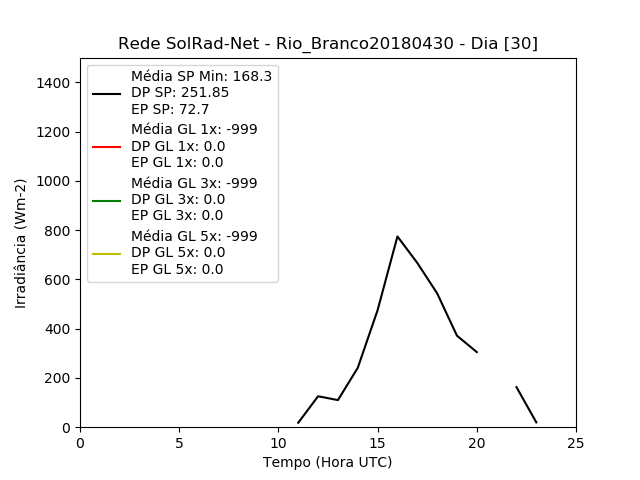 Rede SolRad-Net - Rio_Branco20180430 - Dia [30]
Média SP Min: 168.3
DP SP: 251.85
EP SP: 72.7
Média GL 1x: -999
DP GL 1x: 0.0
EP GL 1x: 0.0
Média GL 3x: -999
DP GL 3x: 0.0
EP GL 3x: 0.0
Média GL 5x: -999
DP GL 5x: 0.0
EP GL 5x: 0.0
Irradiância (Wm-2)
1400
1200
1000
800
600
400
200
0
0 5 10 15 20 25
Tempo (Hora UTC)